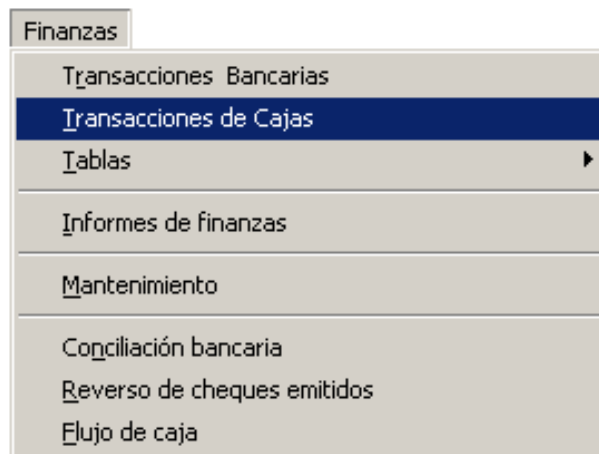 Finanzas
Transacciones  Bancarias
Transacciones de Cajas
Tablas
Informes de finanzas
Mantenimiento
Conciliación bancaria
Reverso de cheques emitidos
Flujo de caja